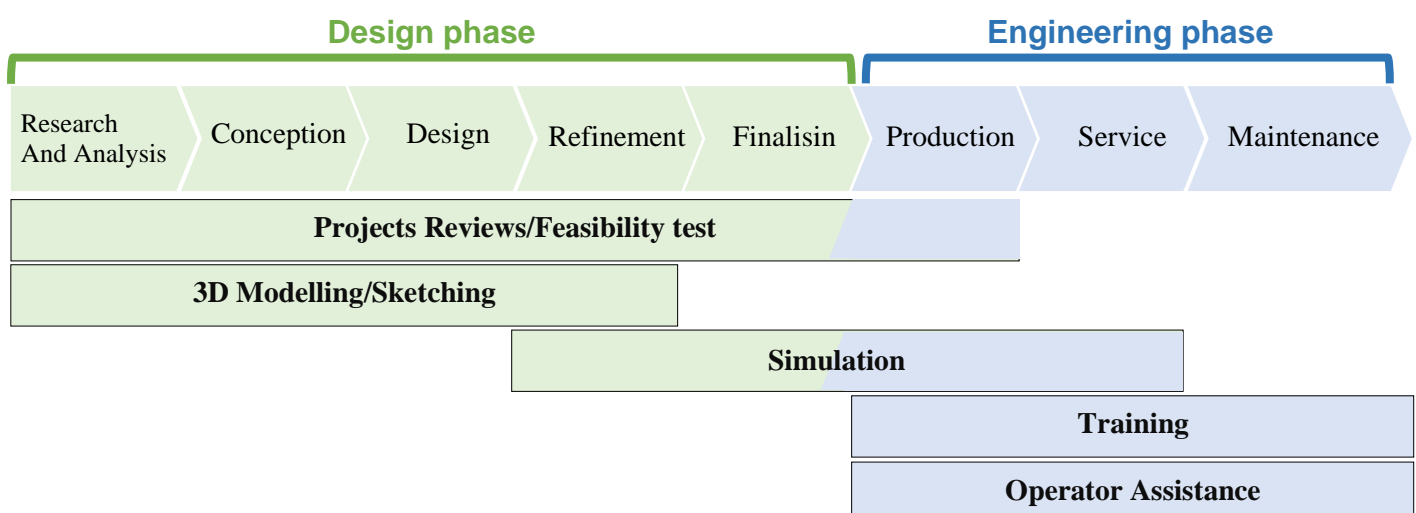 Design phase
Engineering phase
Research
And Analysis
Conception
Design
Refinement
Finalisin
Production
Service
Maintenance
Projects Reviews/Feasibility test
3D Modelling/Sketching
Simulation
Training
Operator Assistance